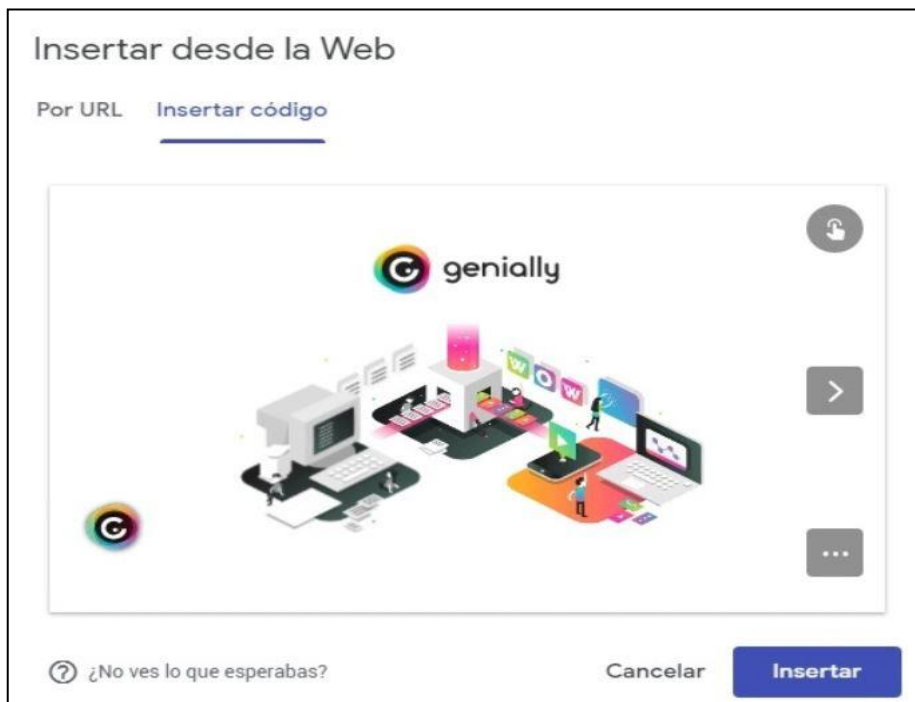 Insertar desde la Web
Por URL Insertar código
genially
W O W
¿No ves lo que esperabas?
Cancelar Insertar